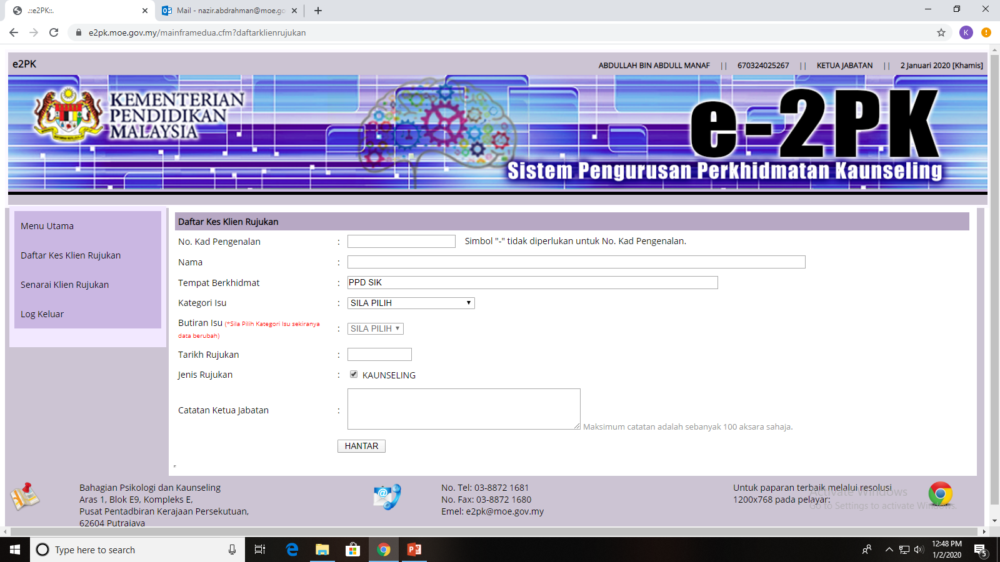 .::e2PK::.
Mail - nazir.abdrahman@moe.go
e2pk.moe.gov.my/mainframedua.cfm?daftarklienrujukan
K
e2PK
ABDULLAH BIN ABDULL MANAF || 670324025267 || KETUA JABATAN || 2 Januari 2020 [Khamis]
KEMENTERIAN
PENDIDIKAN
MALAYSIA
e-2PK
Sistem Pengurusan Perkhidmatan Kaunseling
Menu Utama
Daftar Kes Klien Rujukan
Senarai Klien Rujukan
Log Keluar
Daftar Kes Klien Rujukan
No. Kad Pengenalan : Simbol "-" tidak diperlukan untuk No. Kad Pengenalan.
Nama :
Tempat Berkhidmat : PPD SIK
Kategori Isu : SILA PILIH
Butiran Isu (*Sila Pilih Kategori Isu sekiranya
data berubah) : SILA PILIH
Tarikh Rujukan :
Jenis Rujukan : KAUNSELING
Catatan Ketua Jabatan :
Maksimum catatan adalah sebanyak 100 aksara sahaja.
HANTAR
Bahagian Psikologi dan Kaunseling
Aras 1, Blok E9, Kompleks E,
Pusat Pentadbiran Kerajaan Persekutuan,
62604 Putrajaya
No. Tel: 03-8872 1681
No. Fax: 03-8872 1680
Emel: e2pk@moe.gov.my
Untuk paparan terbaik melalui resolusi
1200x768 pada pelayar:
Activate Windows
Go to Settings to activate Windows.
Type here to search
12:48 PM
1/2/2020
5